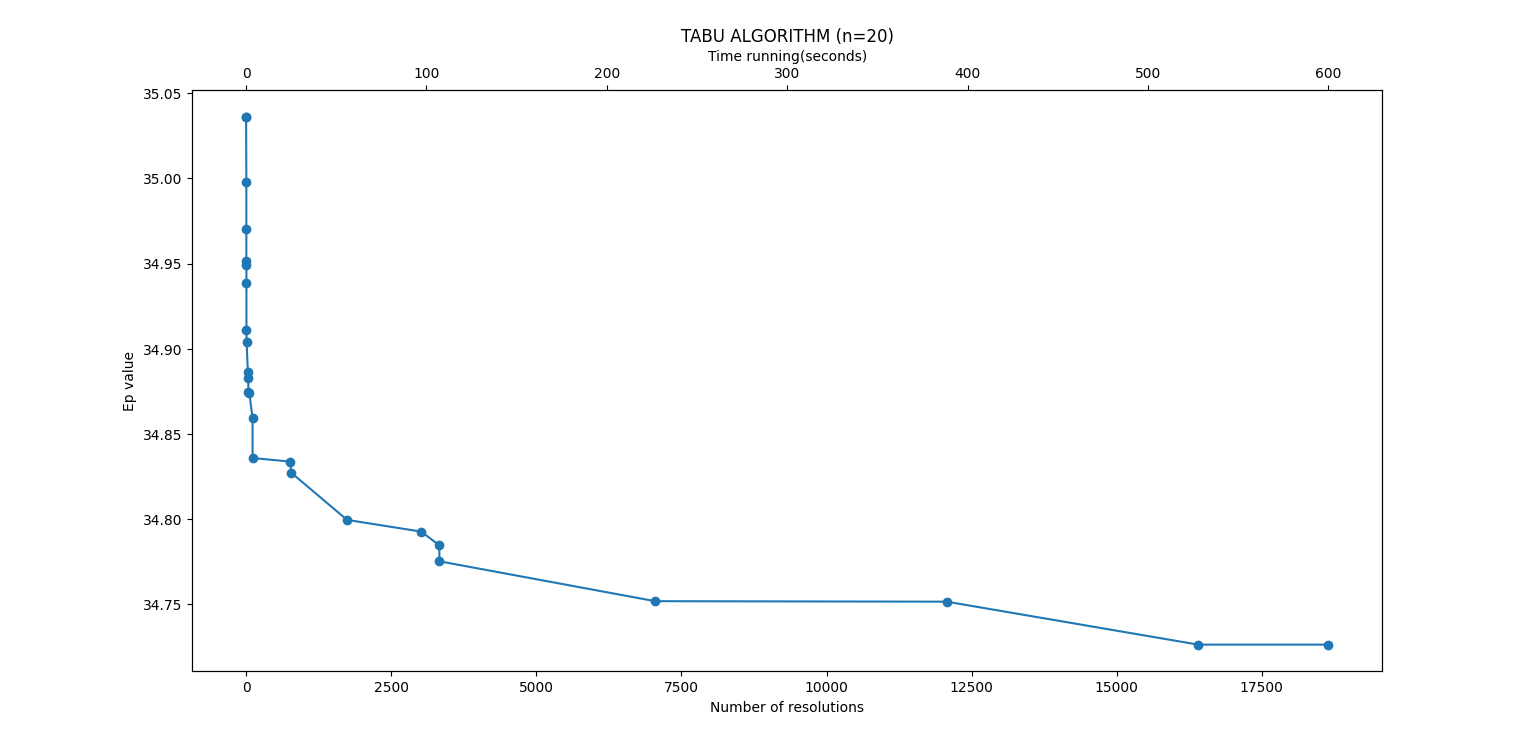 TABU ALGORITHM (n=20)
Time running(seconds)
0 100 200 300 400 500 600
35.05
35.00
34.95
34.90
34.85
34.80
34.75
Ep value
0 2500 5000 7500 10000 12500 15000 17500
Number of resolutions